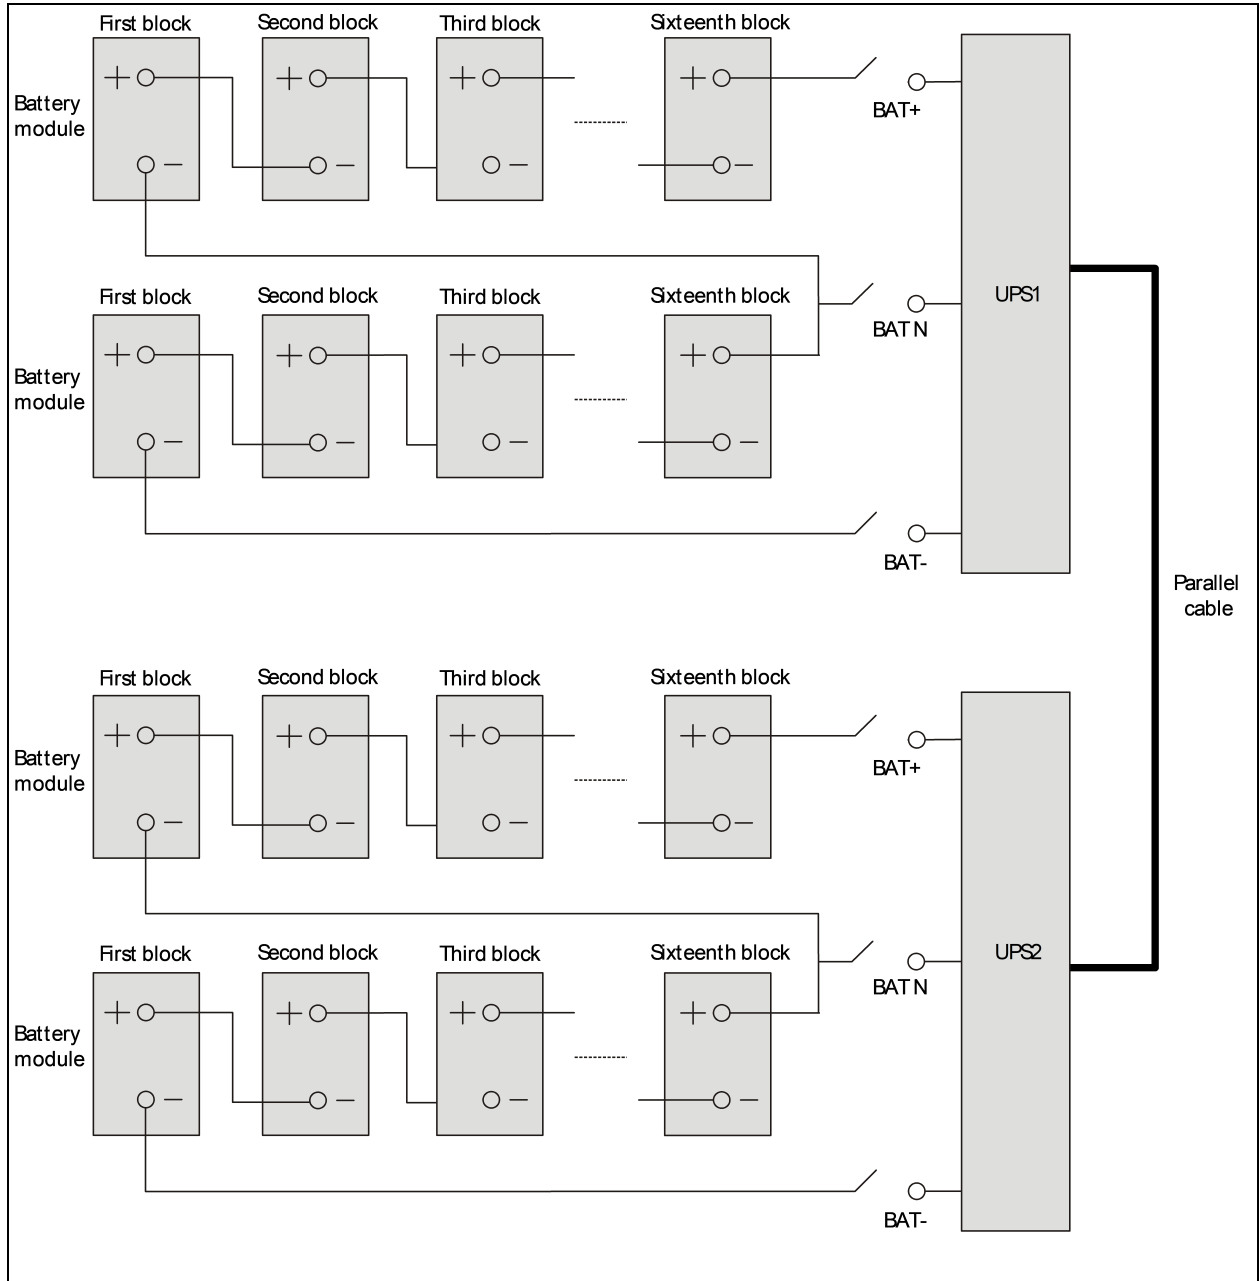 First block Second block Third block Sixteenth block
+ + + +
Battery
module
BAT+
− − − −
First block Second block Third block Sixteenth block
UPS1
BAT N
+ + + +
Battery
module
− − − −
BAT-
Parallel
cable
First block Second block Third block Sixteenth block
+ + + +
Battery
module
BAT+
− − − −
First block Second block Third block Sixteenth block
UPS2
BAT N
+ + + +
Battery
module
− − − −
BAT-